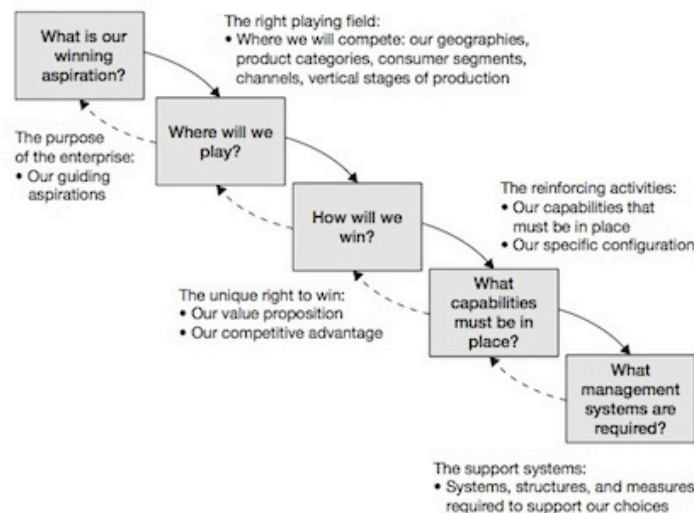 What is our
winning
aspiration?
The right playing field:
• Where we will compete: our geographies,
product categories, consumer segments,
channels, vertical stages of production
Where will we
play?
The purpose
of the enterprise:
• Our guiding
aspirations
How will we
win?
The reinforcing activities:
• Our capabilities that
must be in place
• Our specific configuration
The unique right to win:
• Our value proposition
• Our competitive advantage
What
capabilities
must be in
place?
What
management
systems are
required?
The support systems:
• Systems, structures, and measures
required to support our choices